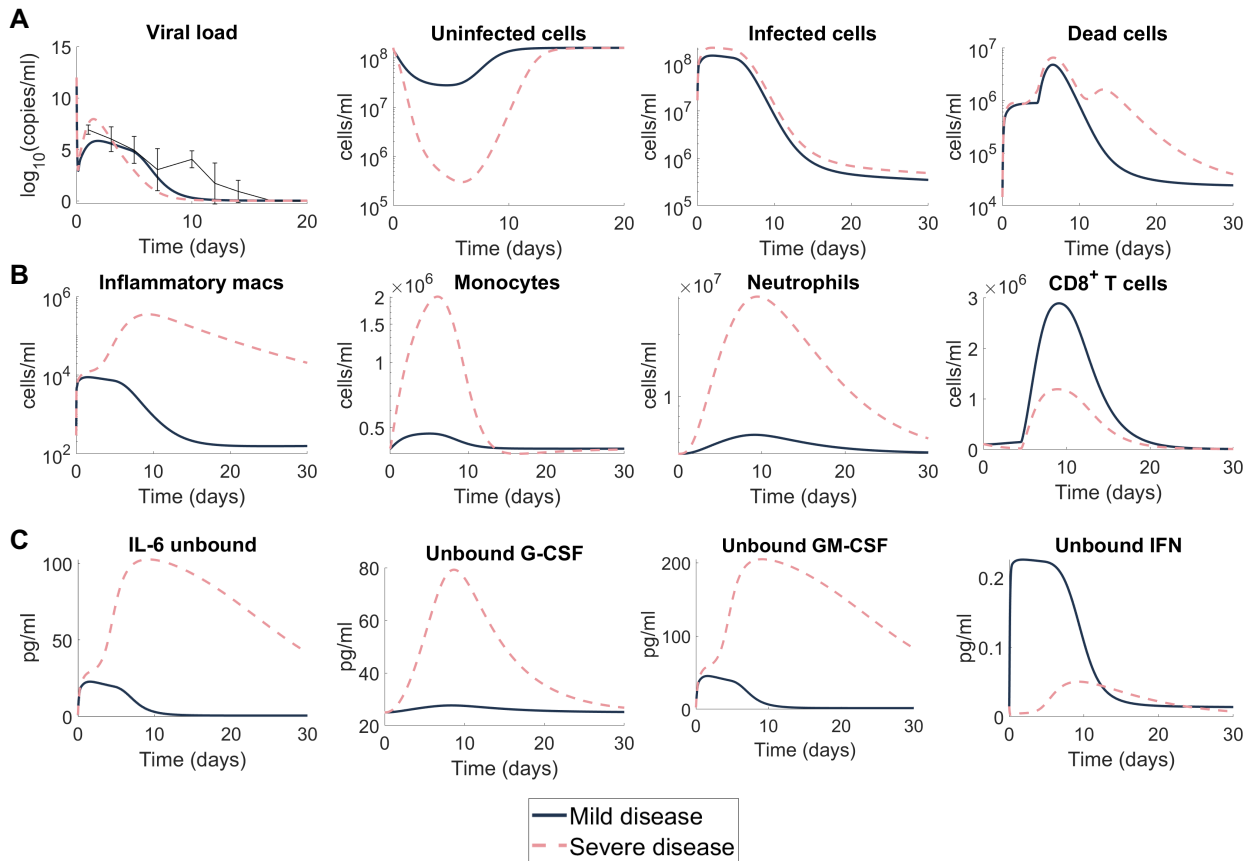 A
Viral load
Uninfected cells
Infected cells
Dead cells
log10(copies/ml)
15
10
5
0
0
10
20
Time (days)
cells/ml
10^8
10^7
10^6
10^5
0
10
20
Time (days)
cells/ml
10^8
10^7
10^6
10^5
0
10
20
30
Time (days)
cells/ml
10^7
10^6
10^5
10^4
0
10
20
30
Time (days)
B
Inflammatory macs
Monocytes
Neutrophils
CD8+ T cells
cells/ml
10^6
10^4
10^2
0
10
20
30
Time (days)
×10^6
cells/ml
2
1.5
1
0.5
0
10
20
30
Time (days)
×10^7
cells/ml
1
0
10
20
30
Time (days)
×10^6
cells/ml
3
2
1
0
0
10
20
30
Time (days)
C
IL-6 unbound
Unbound G-CSF
Unbound GM-CSF
Unbound IFN
pg/ml
100
50
0
0
10
20
30
Time (days)
pg/ml
80
60
40
20
0
10
20
30
Time (days)
pg/ml
200
100
0
0
10
20
30
Time (days)
pg/ml
0.2
0.1
0
0
10
20
30
Time (days)
Mild disease
Severe disease